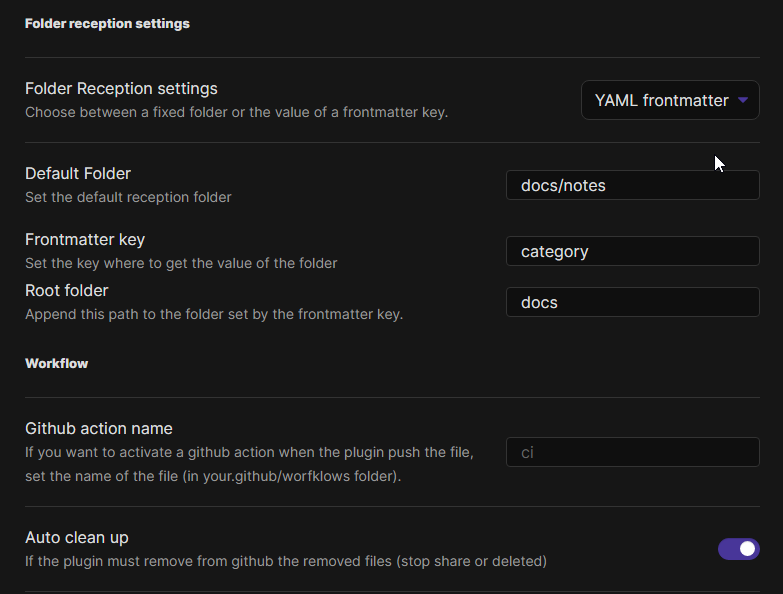 Folder reception settings
Folder Reception settings
Choose between a fixed folder or the value of a frontmatter key.
YAML frontmatter
Default Folder
Set the default reception folder
docs/notes
Frontmatter key
Set the key where to get the value of the folder
category
Root folder
Append this path to the folder set by the frontmatter key.
docs
Workflow
Github action name
If you want to activate a github action when the plugin push the file,
set the name of the file (in your.github/worfklows folder).
ci
Auto clean up
If the plugin must remove from github the removed files (stop share or deleted)